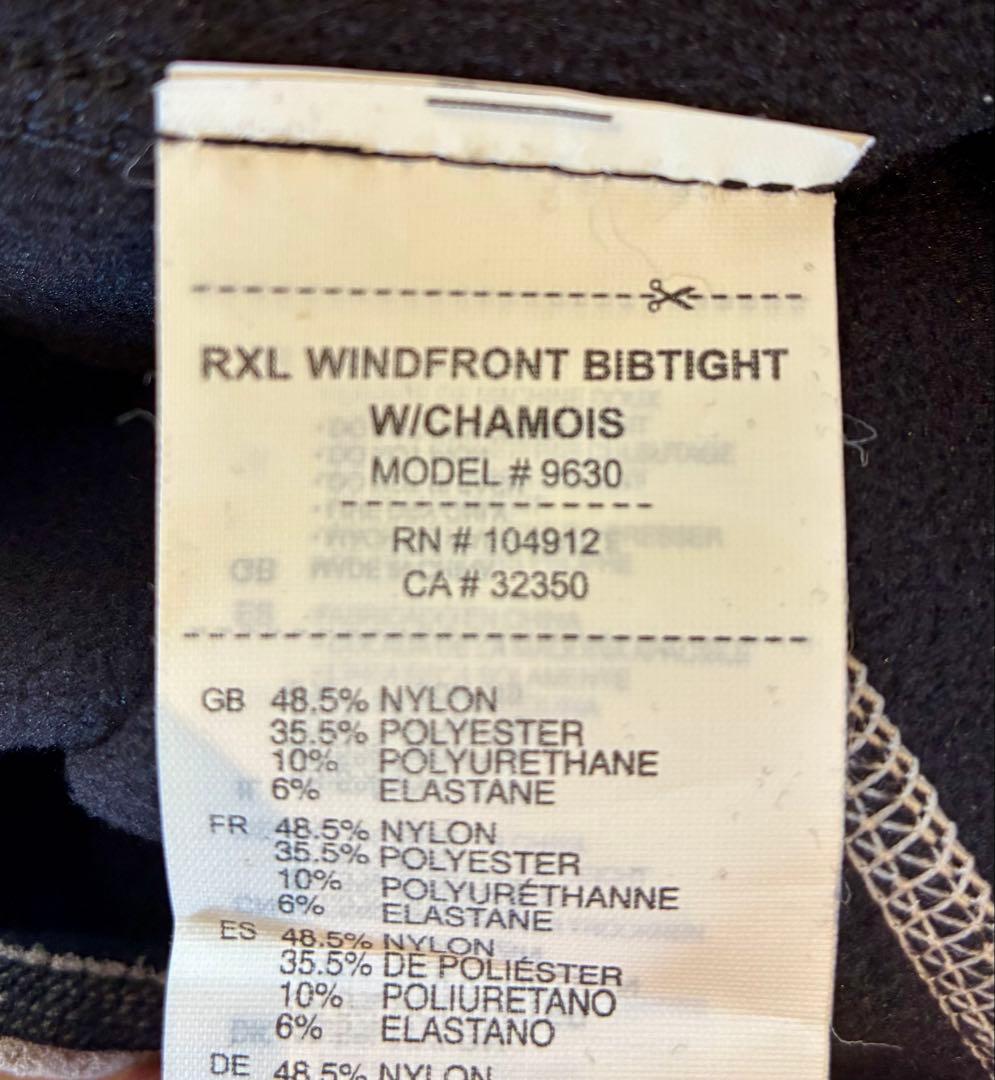 RXL WINDFRONT BIBTIGHT
W/CHAMOIS
MODEL # 9630
RN # 104912
CA # 32350
GB 48.5% NYLON
35.5% POLYESTER
10% POLYURETHANE
6% ELASTANE
FR 48.5% NYLON
35.5% POLYESTER
10% POLYURÉTHANNE
6% ELASTANE
ES 48.5% NYLON
35.5% DE POLIÉSTER
10% POLIURETANO
6% ELASTANO
DE 48.5% NYLON